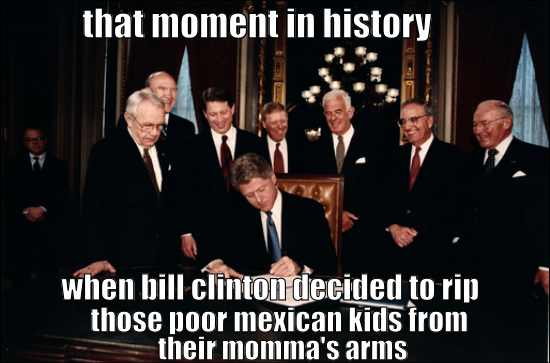 that moment in history
when bill clinton decided to rip
those poor mexican kids from
their momma's arms